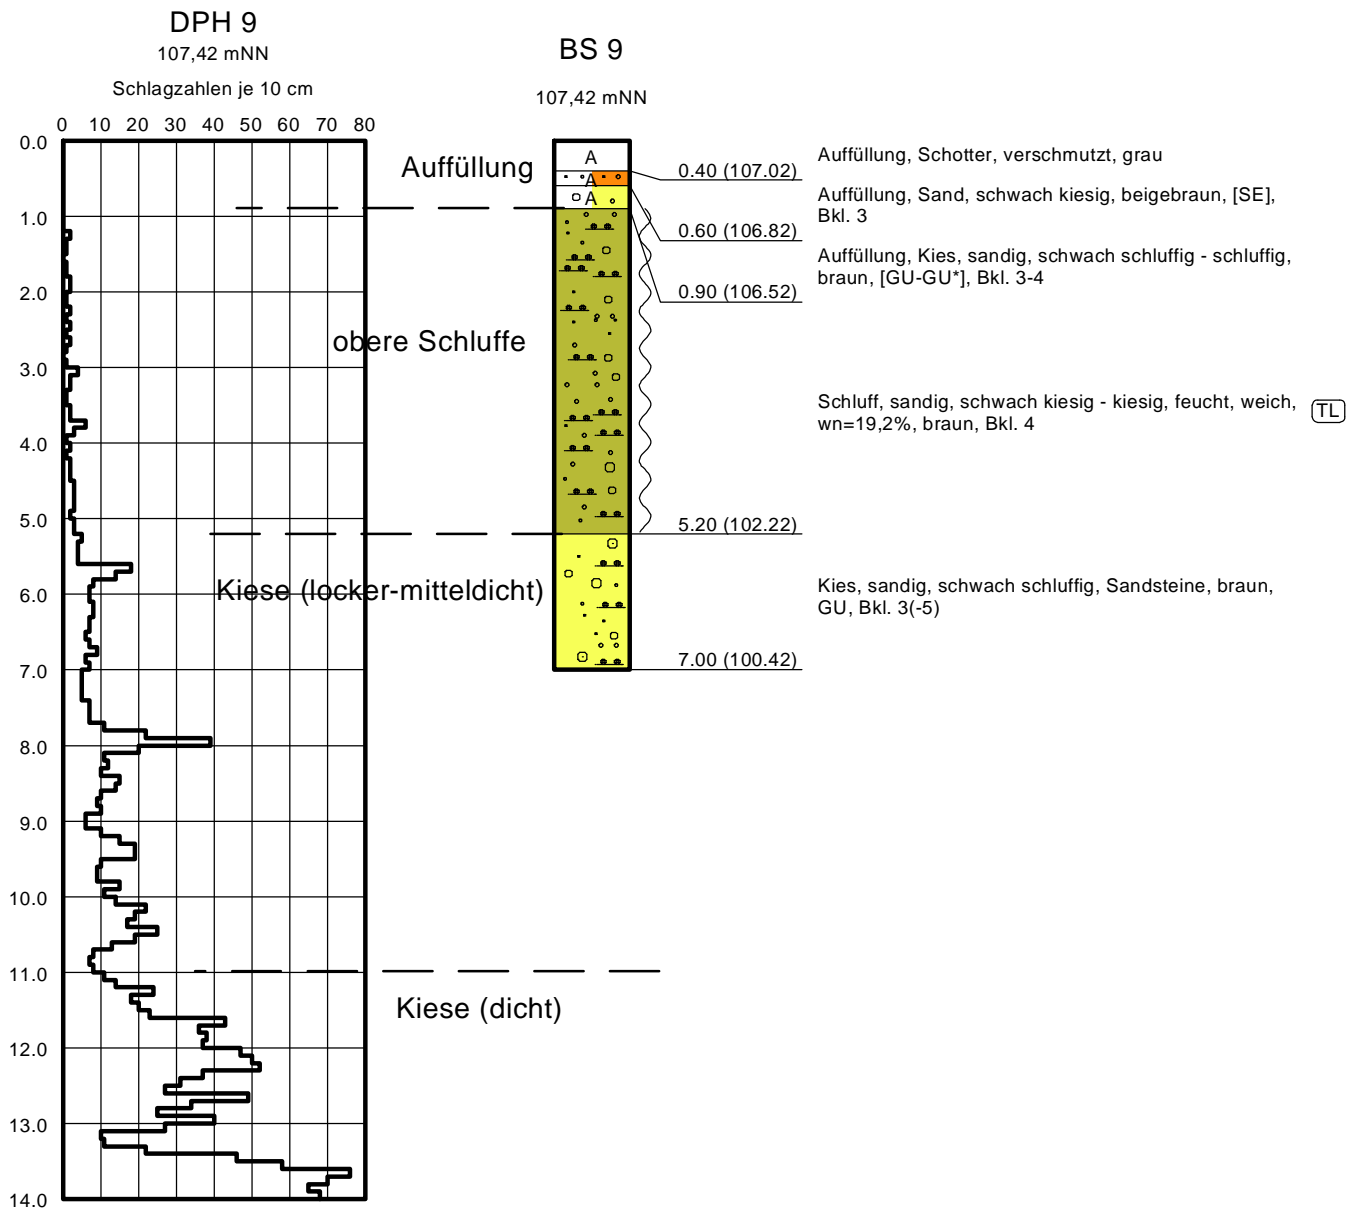 DPH 9
107,42 mNN
Schlagzahlen je 10 cm
0 10 20 30 40 50 60 70 80
0.0
1.0
2.0
3.0
4.0
5.0
6.0
7.0
8.0
9.0
10.0
11.0
12.0
13.0
14.0
Auffüllung
obere Schluffe
Kiese (locker-mitteldicht)
Kiese (dicht)
BS 9
107,42 mNN
A
A
A
0.40 (107.02)
0.60 (106.82)
0.90 (106.52)
5.20 (102.22)
7.00 (100.42)
Auffüllung, Schotter, verschmutzt, grau
Auffüllung, Sand, schwach kiesig, beigebraun, [SE],
Bkl. 3
Auffüllung, Kies, sandig, schwach schluffig - schluffig,
braun, [GU-GU*], Bkl. 3-4
Schluff, sandig, schwach kiesig - kiesig, feucht, weich,
wn=19,2%, braun, Bkl. 4
TL
Kies, sandig, schwach schluffig, Sandsteine, braun,
GU, Bkl. 3(-5)